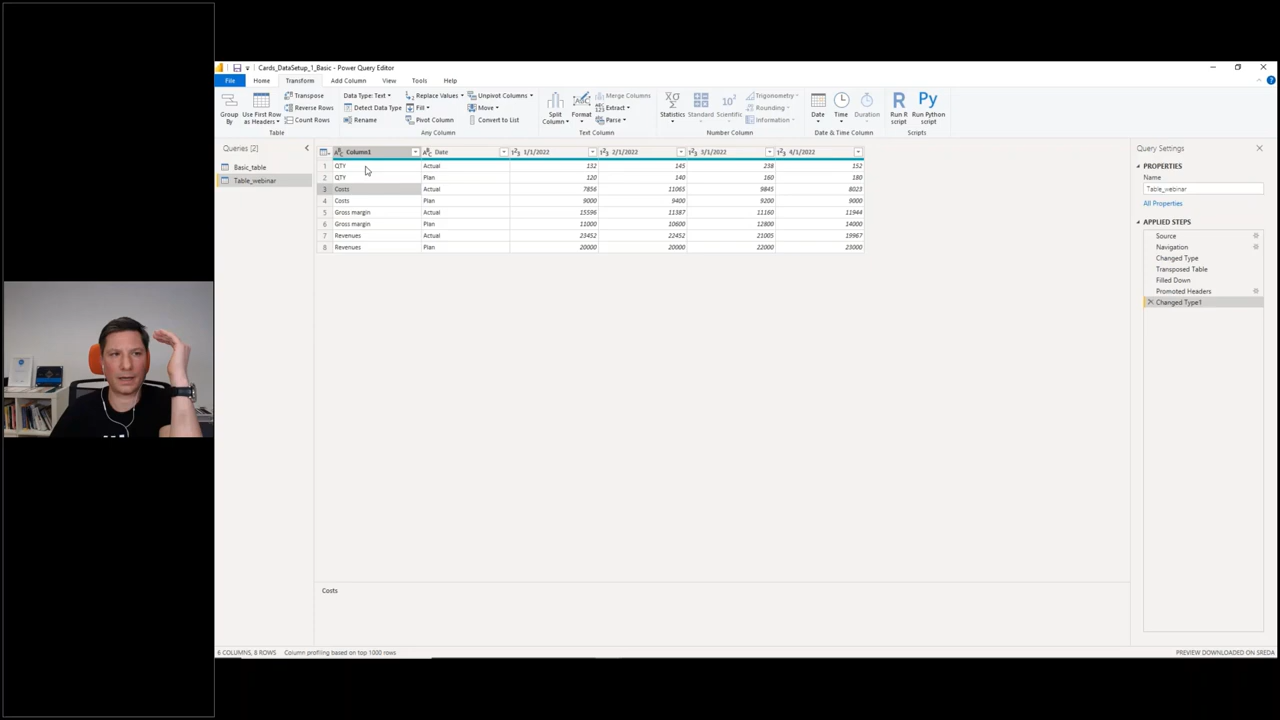 Cards_DataSetup_1_Basic - Power Query Editor
File Home Transform Add Column View Tools Help
Group By
Use First Row as Headers
Transpose
Reverse Rows
Count Rows
Table
Data Type: Text
Detect Data Type
Rename
Replace Values
Fill
Pivot Column
Unpivot Columns
Move
Convert to List
Any Column
Split Column
Format
Merge Columns
Extract
Parse
Text Column
Statistics
Standard
Scientific
Trigonometry
Rounding
Information
Number Column
Date
Time
Duration
Date & Time Column
Run R script
Run Python script
Scripts
Queries [2]
Basic_table
Table_webinar
Column1 Date 1/1/2022 2/1/2022 3/1/2022 4/1/2022
1 QTY Actual 132 145 238 152
2 QTY Plan 120 140 160 180
3 Costs Actual 7856 11065 9845 8023
4 Costs Plan 9000 9400 9200 9000
5 Gross margin Actual 15596 11387 11160 11944
6 Gross margin Plan 11000 10600 12800 14000
7 Revenues Actual 23452 22452 21005 19967
8 Revenues Plan 20000 20000 22000 23000
Costs
Query Settings
PROPERTIES
Name
Table_webinar
All Properties
APPLIED STEPS
Source
Navigation
Changed Type
Transposed Table
Filled Down
Promoted Headers
Changed Type1
6 COLUMNS, 8 ROWS Column profiling based on top 1000 rows
PREVIEW DOWNLOADED ON SREDA